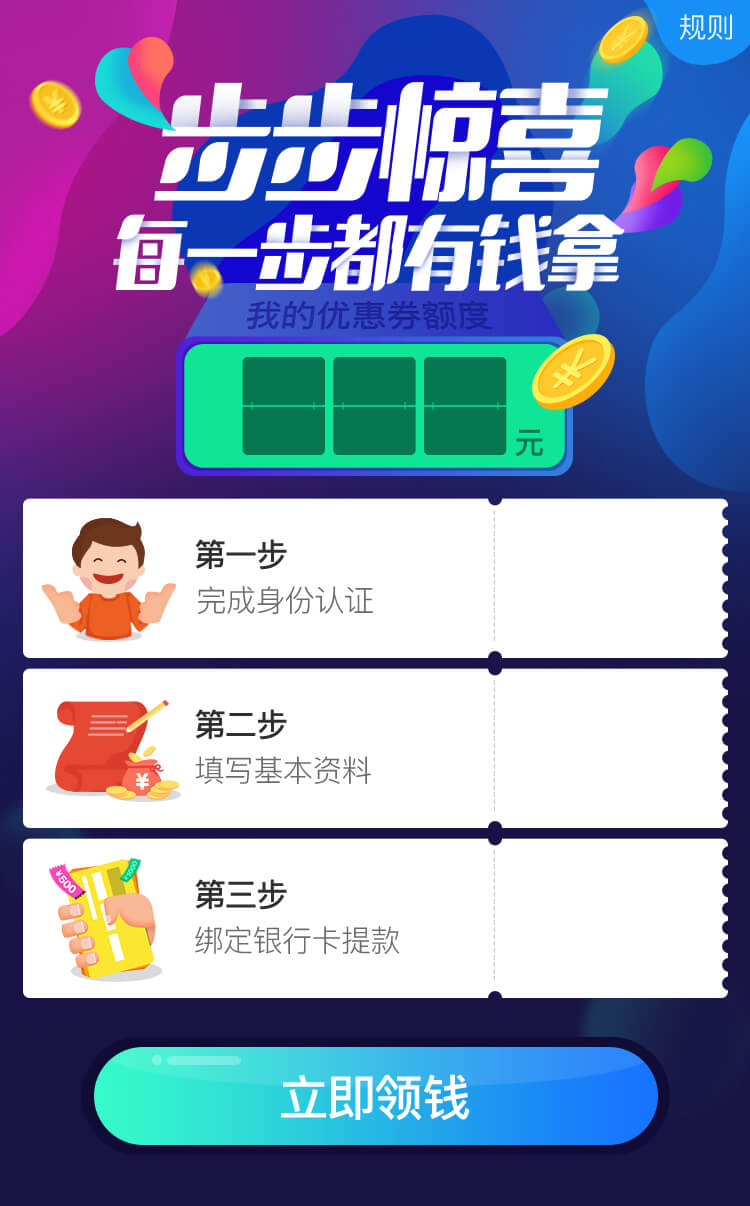 规则
步步惊喜
每一步都有钱拿
我的优惠券额度
元
第一步
完成身份认证
第二步
填写基本资料
¥
¥500
第三步
绑定银行卡提款
立即领钱